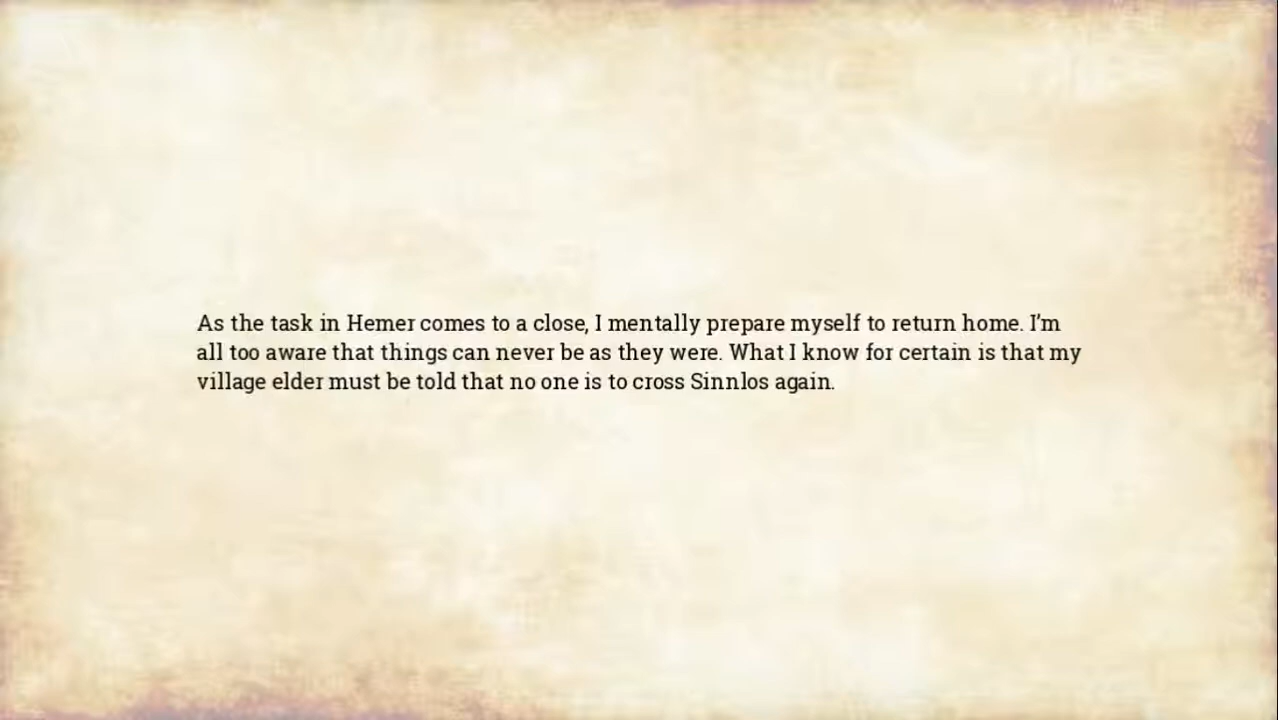 As the task in Hemer comes to a close, I mentally prepare myself to return home. I'm
all too aware that things can never be as they were. What I know for certain is that my
village elder must be told that no one is to cross Sinnlos again.